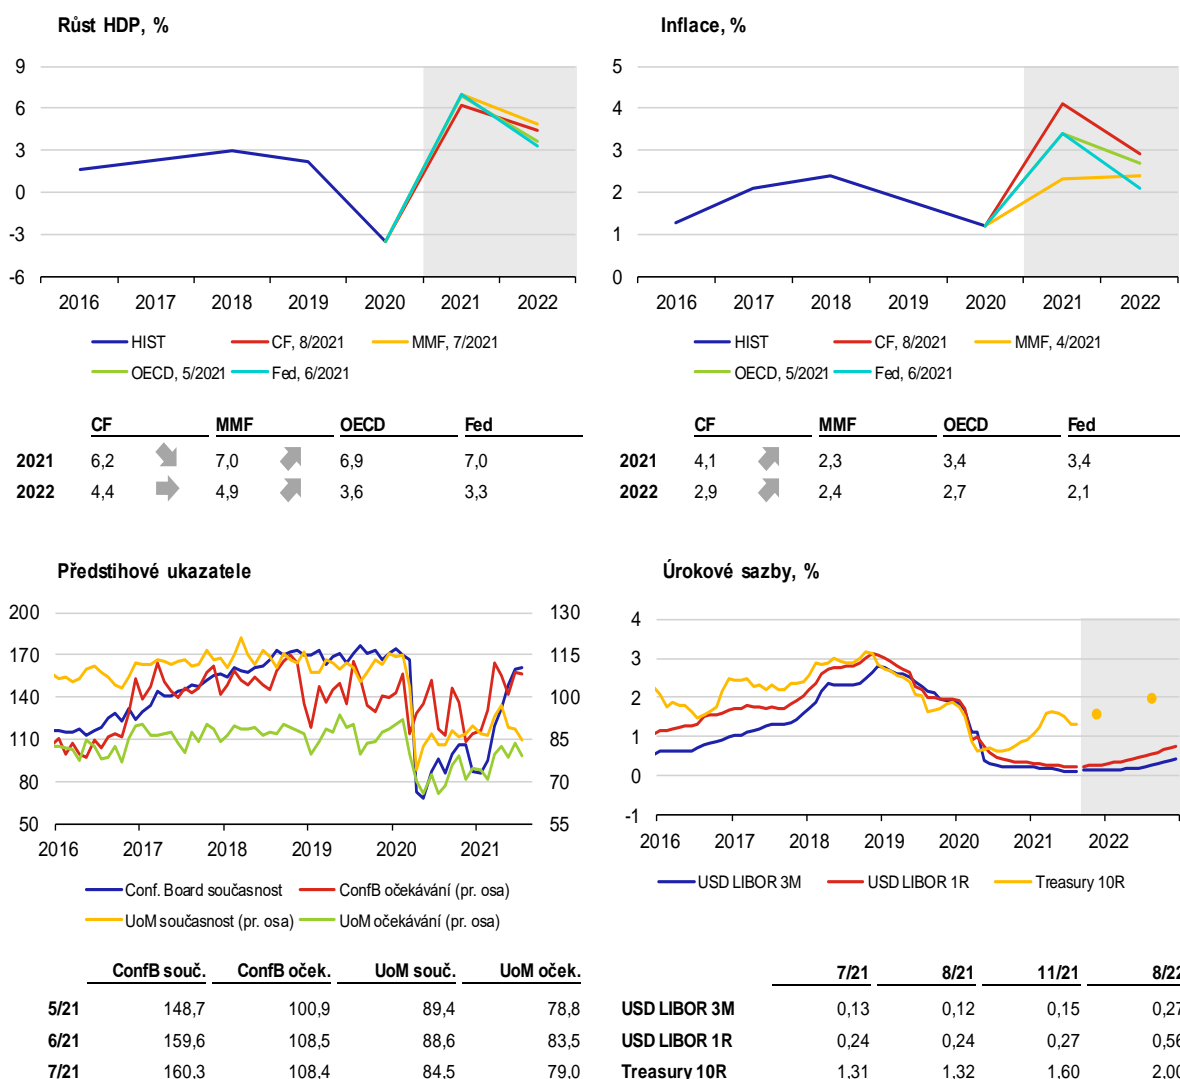 Růst HDP, %
9
6
3
0
-3
-6
2016 2017 2018 2019 2020 2021 2022
HIST CF, 8/2021 MMF, 7/2021
OECD, 5/2021 Fed, 6/2021
CF MMF OECD Fed
2021 6,2 7,0 6,9 7,0
2022 4,4 4,9 3,6 3,3
Inflace, %
5
4
3
2
1
0
2016 2017 2018 2019 2020 2021 2022
HIST CF, 8/2021 MMF, 4/2021
OECD, 5/2021 Fed, 6/2021
CF MMF OECD Fed
2021 4,1 2,3 3,4 3,4
2022 2,9 2,4 2,7 2,1
Předstihové ukazatele
200 130
170 115
140 100
110 85
80 70
50 55
2016 2017 2018 2019 2020 2021
Conf. Board současnost ConfB očekávání (pr. osa)
UoM současnost (pr. osa) UoM očekávání (pr. osa)
ConfB souč. ConfB oček. UoM souč. UoM oček.
5/21 148,7 100,9 89,4 78,8
6/21 159,6 108,5 88,6 83,5
7/21 160,3 108,4 84,5 79,0
Úrokové sazby, %
4
3
2
1
0
-1
2016 2017 2018 2019 2020 2021 2022
USD LIBOR 3M USD LIBOR 1R Treasury 10R
7/21 8/21 11/21 8/22
USD LIBOR 3M 0,13 0,12 0,15 0,27
USD LIBOR 1R 0,24 0,24 0,27 0,56
Treasury 10R 1,31 1,32 1,60 2,00